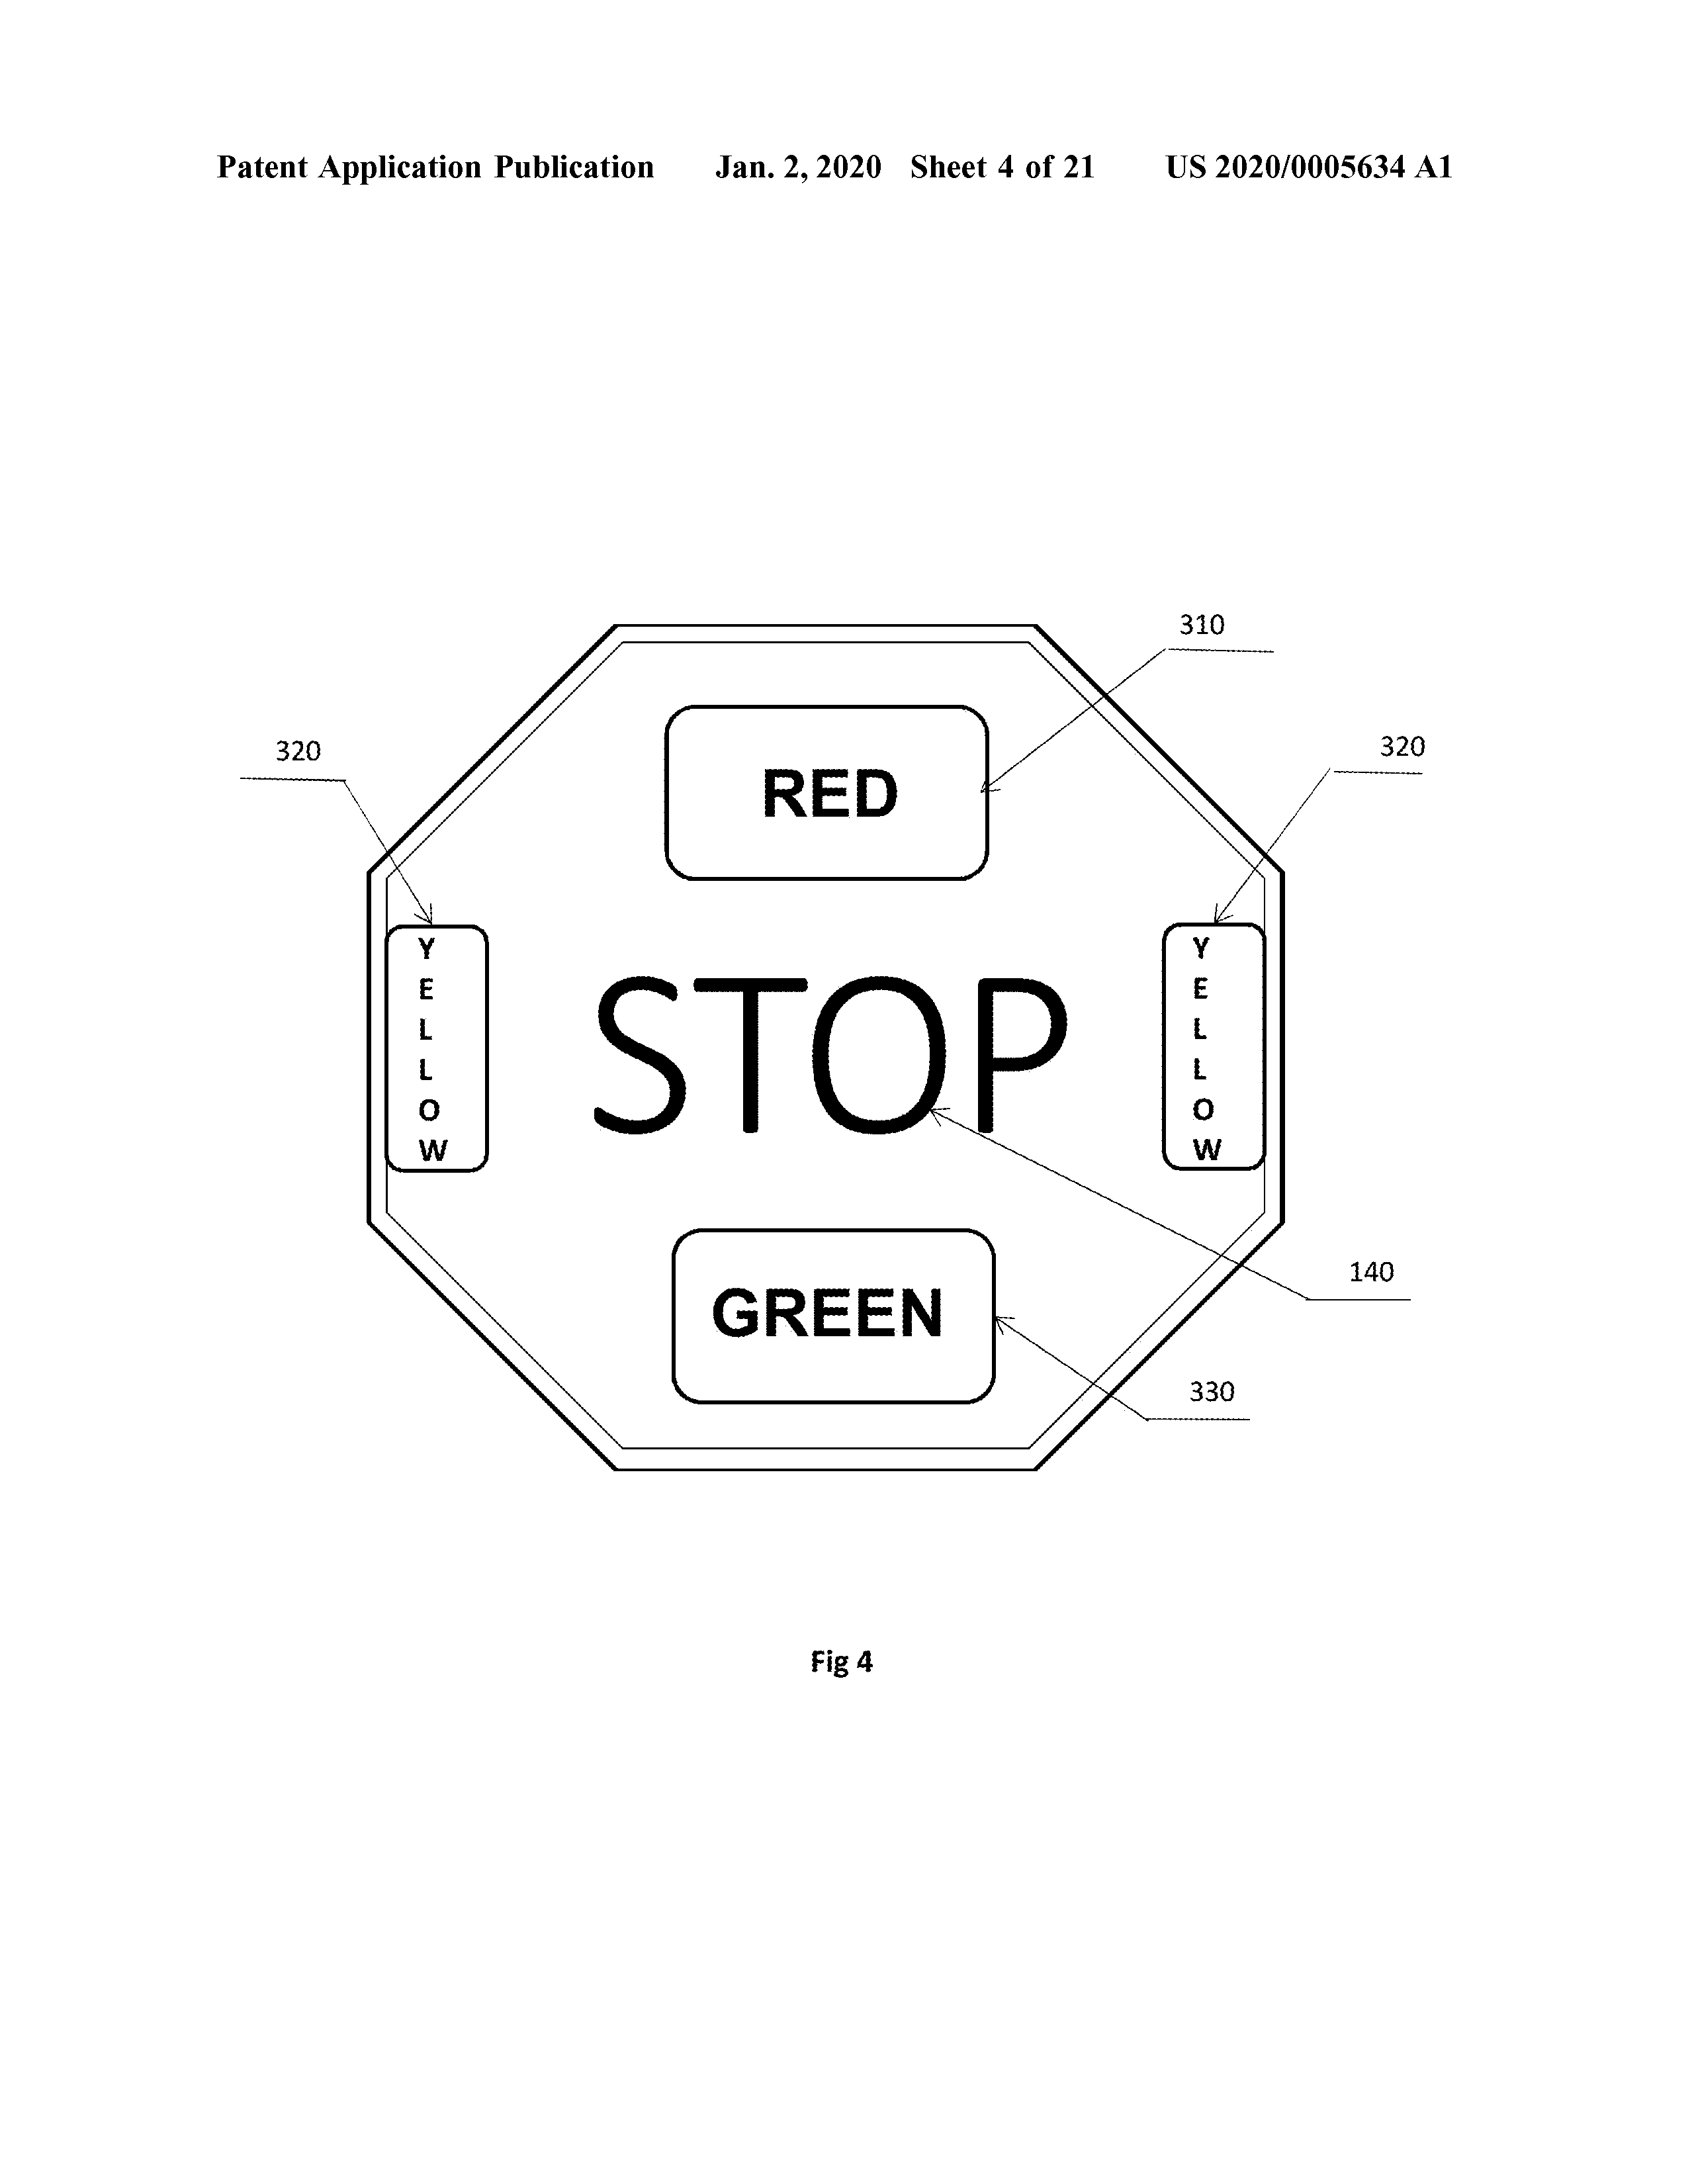 Patent Application Publication Jan. 2, 2020 Sheet 4 of 21 US 2020/0005634 A1
310
320
320
RED
Y
E
L
L
O
W
STOP
Y
E
L
L
O
W
140
GREEN
330
Fig 4